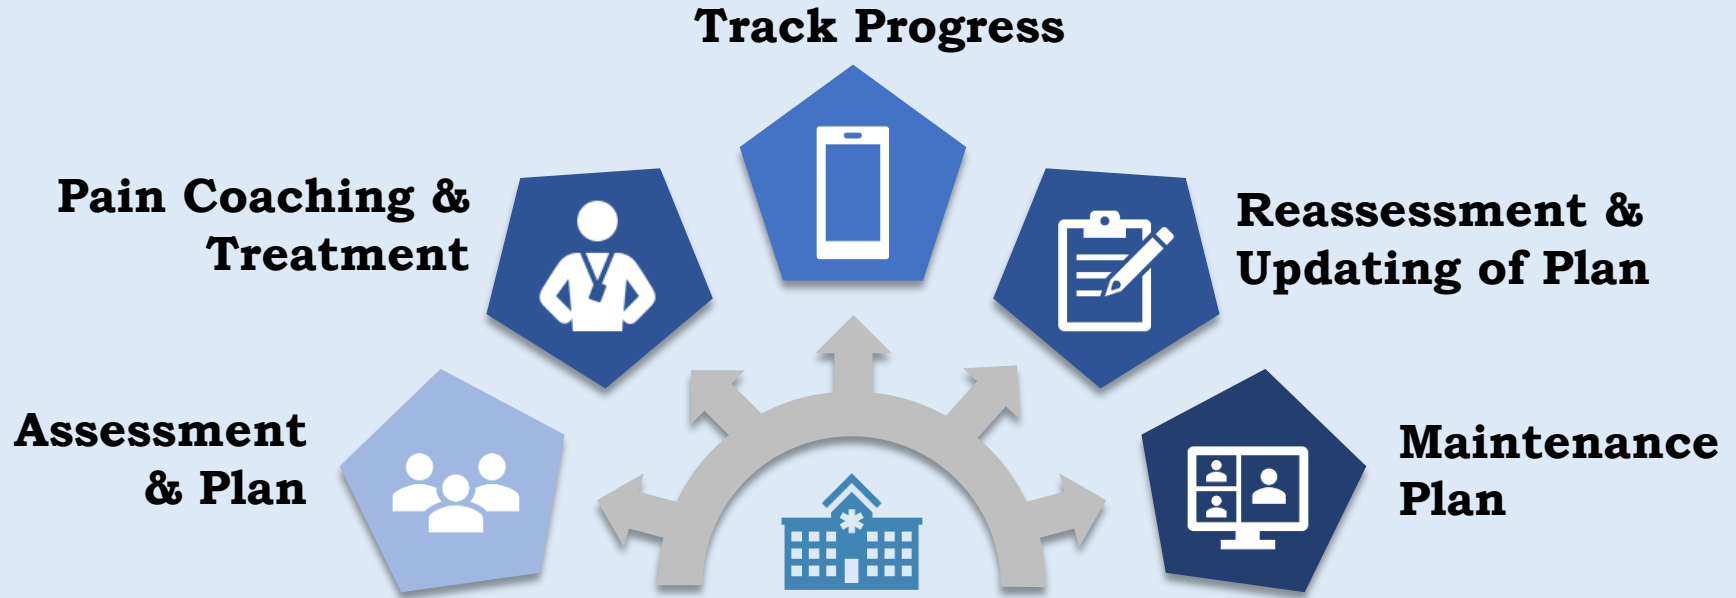 Track Progress
Pain Coaching &
Treatment
Reassessment &
Updating of Plan
Assessment
& Plan
Maintenance
Plan